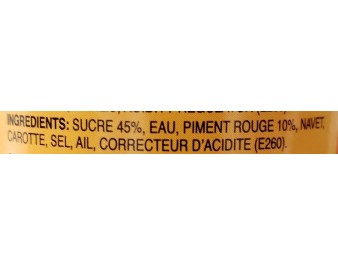 INGREDIENTS: SUCRE 45%, EAU, PIMENT ROUGE 10%, NAVET,
CAROTTE, SEL, AIL, CORRECTEUR D'ACIDITE (E260).